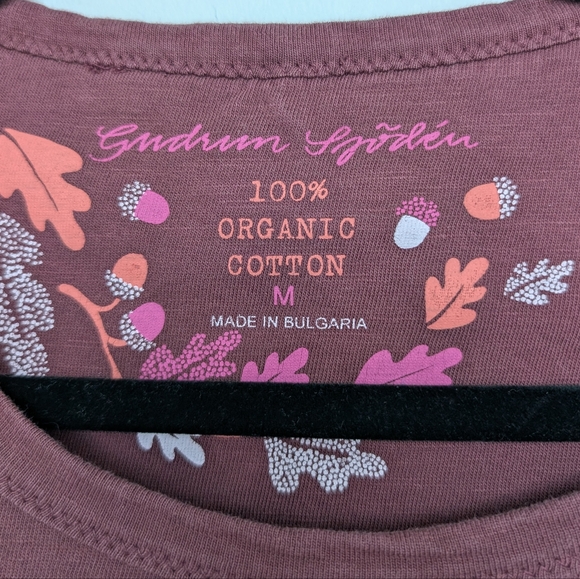 Gudrun Sjödén
100%
ORGANIC
COTTON
M
MADE IN BULGARIA